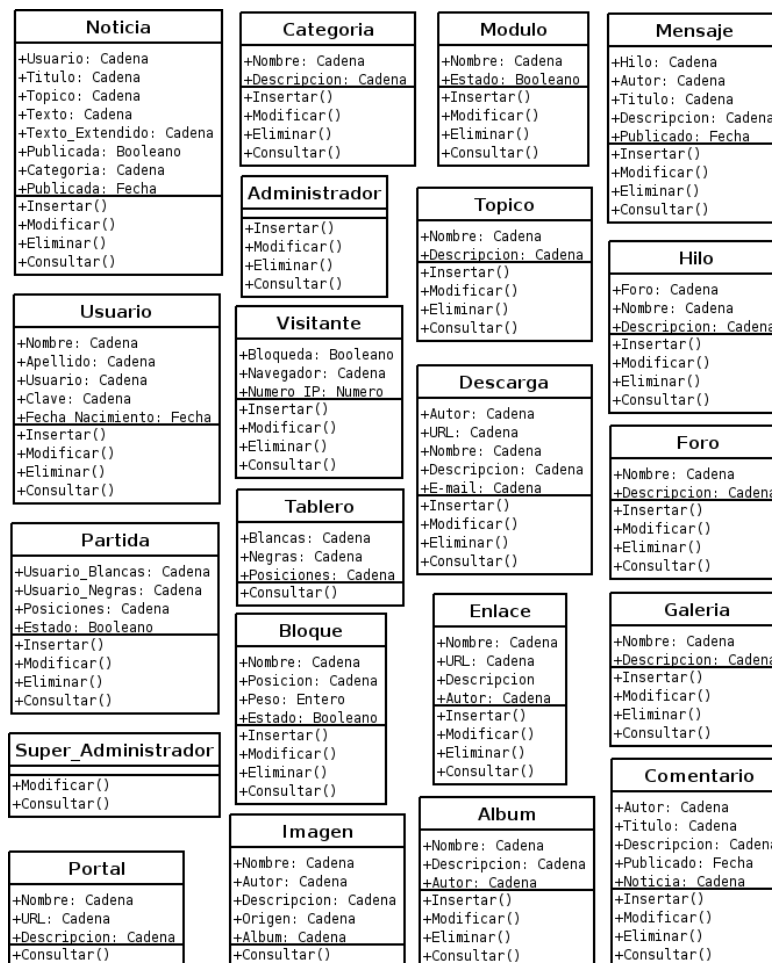 Noticia
+Usuario: Cadena
+Titulo: Cadena
+Topico: Cadena
+Texto: Cadena
+Texto_Extendido: Cadena
+Publicada: Booleano
+Categoria: Cadena
+Publicada: Fecha
+Insertar()
+Modificar()
+Eliminar()
+Consultar()
Categoria
+Nombre: Cadena
+Descripcion: Cadena
+Insertar()
+Modificar()
+Eliminar()
+Consultar()
Modulo
+Nombre: Cadena
+Estado: Booleano
+Insertar()
+Modificar()
+Eliminar()
+Consultar()
Mensaje
+Hilo: Cadena
+Autor: Cadena
+Titulo: Cadena
+Descripcion: Cadena
+Publicado: Fecha
+Insertar()
+Modificar()
+Eliminar()
+Consultar()
Administrador
+Insertar()
+Modificar()
+Eliminar()
+Consultar()
Topico
+Nombre: Cadena
+Descripcion: Cadena
+Insertar()
+Modificar()
+Eliminar()
+Consultar()
Hilo
+Foro: Cadena
+Nombre: Cadena
+Descripcion: Cadena
+Insertar()
+Modificar()
+Eliminar()
+Consultar()
Usuario
+Nombre: Cadena
+Apellido: Cadena
+Usuario: Cadena
+Clave: Cadena
+Fecha_Nacimiento: Fecha
+Insertar()
+Modificar()
+Eliminar()
+Consultar()
Visitante
+Bloqueda: Booleano
+Navegador: Cadena
+Numero_IP: Numero
+Insertar()
+Modificar()
+Eliminar()
+Consultar()
Descarga
+Autor: Cadena
+URL: Cadena
+Nombre: Cadena
+Descripcion: Cadena
+E-mail: Cadena
+Insertar()
+Modificar()
+Eliminar()
+Consultar()
Foro
+Nombre: Cadena
+Descripcion: Cadena
+Insertar()
+Modificar()
+Eliminar()
+Consultar()
Tablero
+Blancas: Cadena
+Negras: Cadena
+Posiciones: Cadena
+Consultar()
Partida
+Usuario_Blancas: Cadena
+Usuario_Negras: Cadena
+Posiciones: Cadena
+Estado: Booleano
+Insertar()
+Modificar()
+Eliminar()
+Consultar()
Enlace
+Nombre: Cadena
+URL: Cadena
+Descripcion
+Autor: Cadena
+Insertar()
+Modificar()
+Eliminar()
+Consultar()
Galeria
+Nombre: Cadena
+Descripcion: Cadena
+Insertar()
+Modificar()
+Eliminar()
+Consultar()
Bloque
+Nombre: Cadena
+Posicion: Cadena
+Peso: Entero
+Estado: Booleano
+Insertar()
+Modificar()
+Eliminar()
+Consultar()
Super_Administrador
+Modificar()
+Consultar()
Comentario
+Autor: Cadena
+Titulo: Cadena
+Descripcion: Cadena
+Publicado: Fecha
+Noticia: Cadena
+Insertar()
+Modificar()
+Eliminar()
+Consultar()
Album
+Nombre: Cadena
+Descripcion: Cadena
+Autor: Cadena
+Insertar()
+Modificar()
+Eliminar()
+Consultar()
Imagen
+Nombre: Cadena
+Autor: Cadena
+Descripcion: Cadena
+Origen: Cadena
+Album: Cadena
+Consultar()
Portal
+Nombre: Cadena
+URL: Cadena
+Descripcion: Cadena
+Consultar()